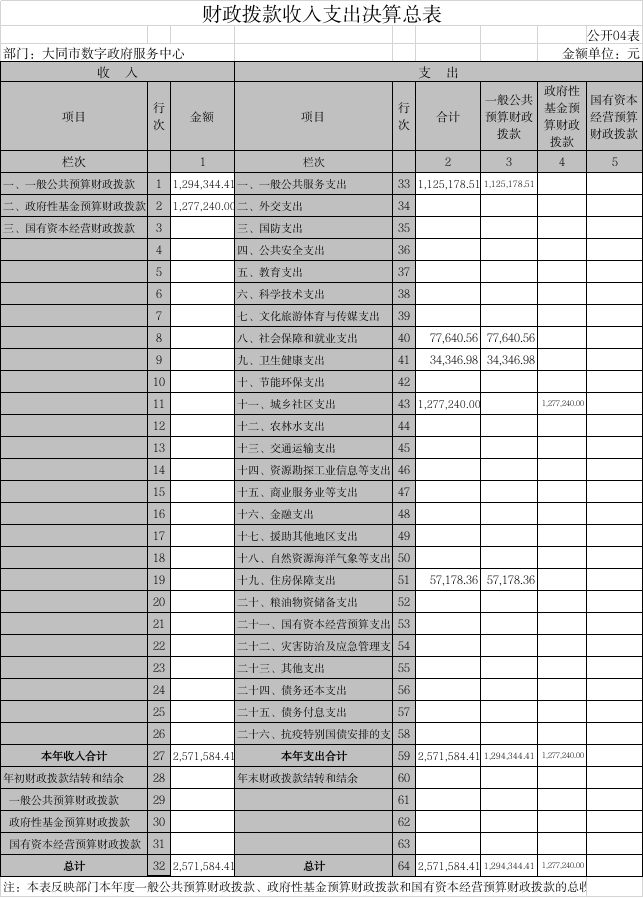 财政拨款收入支出决算总表
公开04表
部门：大同市数字政府服务中心 金额单位：元
收 入 支 出
项目 行次 金额 项目 行次 合计 一般公共预算财政拨款 政府性基金预算财政拨款 国有资本经营预算财政拨款
栏次 1 栏次 2 3 4 5
一、一般公共预算财政拨款 1 1,294,344.41 一、一般公共服务支出 33 1,125,178.51 1,125,178.51
二、政府性基金预算财政拨款 2 1,277,240.00 二、外交支出 34
三、国有资本经营财政拨款 3 三、国防支出 35
4 四、公共安全支出 36
5 五、教育支出 37
6 六、科学技术支出 38
7 七、文化旅游体育与传媒支出 39
8 八、社会保障和就业支出 40 77,640.56 77,640.56
9 九、卫生健康支出 41 34,346.98 34,346.98
10 十、节能环保支出 42
11 十一、城乡社区支出 43 1,277,240.00 1,277,240.00
12 十二、农林水支出 44
13 十三、交通运输支出 45
14 十四、资源勘探工业信息等支出 46
15 十五、商业服务业等支出 47
16 十六、金融支出 48
17 十七、援助其他地区支出 49
18 十八、自然资源海洋气象等支出 50
19 十九、住房保障支出 51 57,178.36 57,178.36
20 二十、粮油物资储备支出 52
21 二十一、国有资本经营预算支出 53
22 二十二、灾害防治及应急管理支 54
23 二十三、其他支出 55
24 二十四、债务还本支出 56
25 二十五、债务付息支出 57
26 二十六、抗疫特别国债安排的支 58
本年收入合计 27 2,571,584.41 本年支出合计 59 2,571,584.41 1,294,344.41 1,277,240.00
年初财政拨款结转和结余 28 年末财政拨款结转和结余 60
一般公共预算财政拨款 29 61
政府性基金预算财政拨款 30 62
国有资本经营预算财政拨款 31 63
总计 32 2,571,584.41 总计 64 2,571,584.41 1,294,344.41 1,277,240.00
注：本表反映部门本年度一般公共预算财政拨款、政府性基金预算财政拨款和国有资本经营预算财政拨款的总收